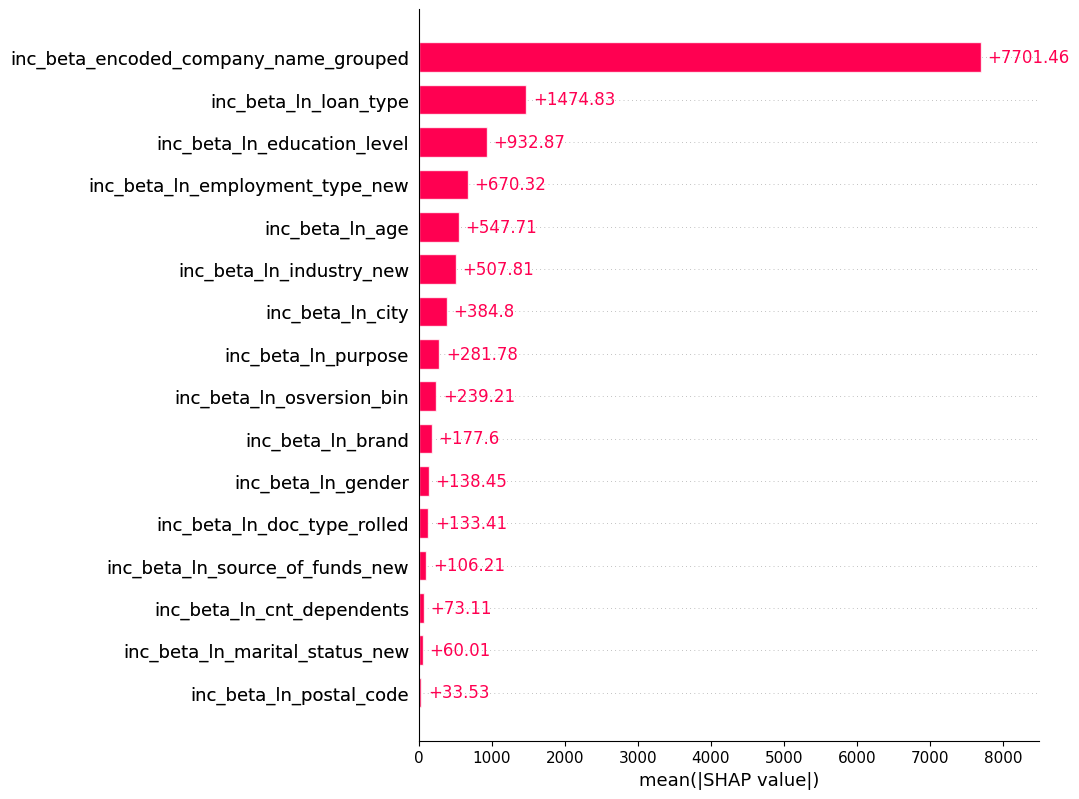 inc_beta_encoded_company_name_grouped +7701.46
inc_beta_ln_loan_type +1474.83
inc_beta_ln_education_level +932.87
inc_beta_ln_employment_type_new +670.32
inc_beta_ln_age +547.71
inc_beta_ln_industry_new +507.81
inc_beta_ln_city +384.8
inc_beta_ln_purpose +281.78
inc_beta_ln_osversion_bin +239.21
inc_beta_ln_brand +177.6
inc_beta_ln_gender +138.45
inc_beta_ln_doc_type_rolled +133.41
inc_beta_ln_source_of_funds_new +106.21
inc_beta_ln_cnt_dependents +73.11
inc_beta_ln_marital_status_new +60.01
inc_beta_ln_postal_code +33.53
0 1000 2000 3000 4000 5000 6000 7000 8000
mean(|SHAP value|)